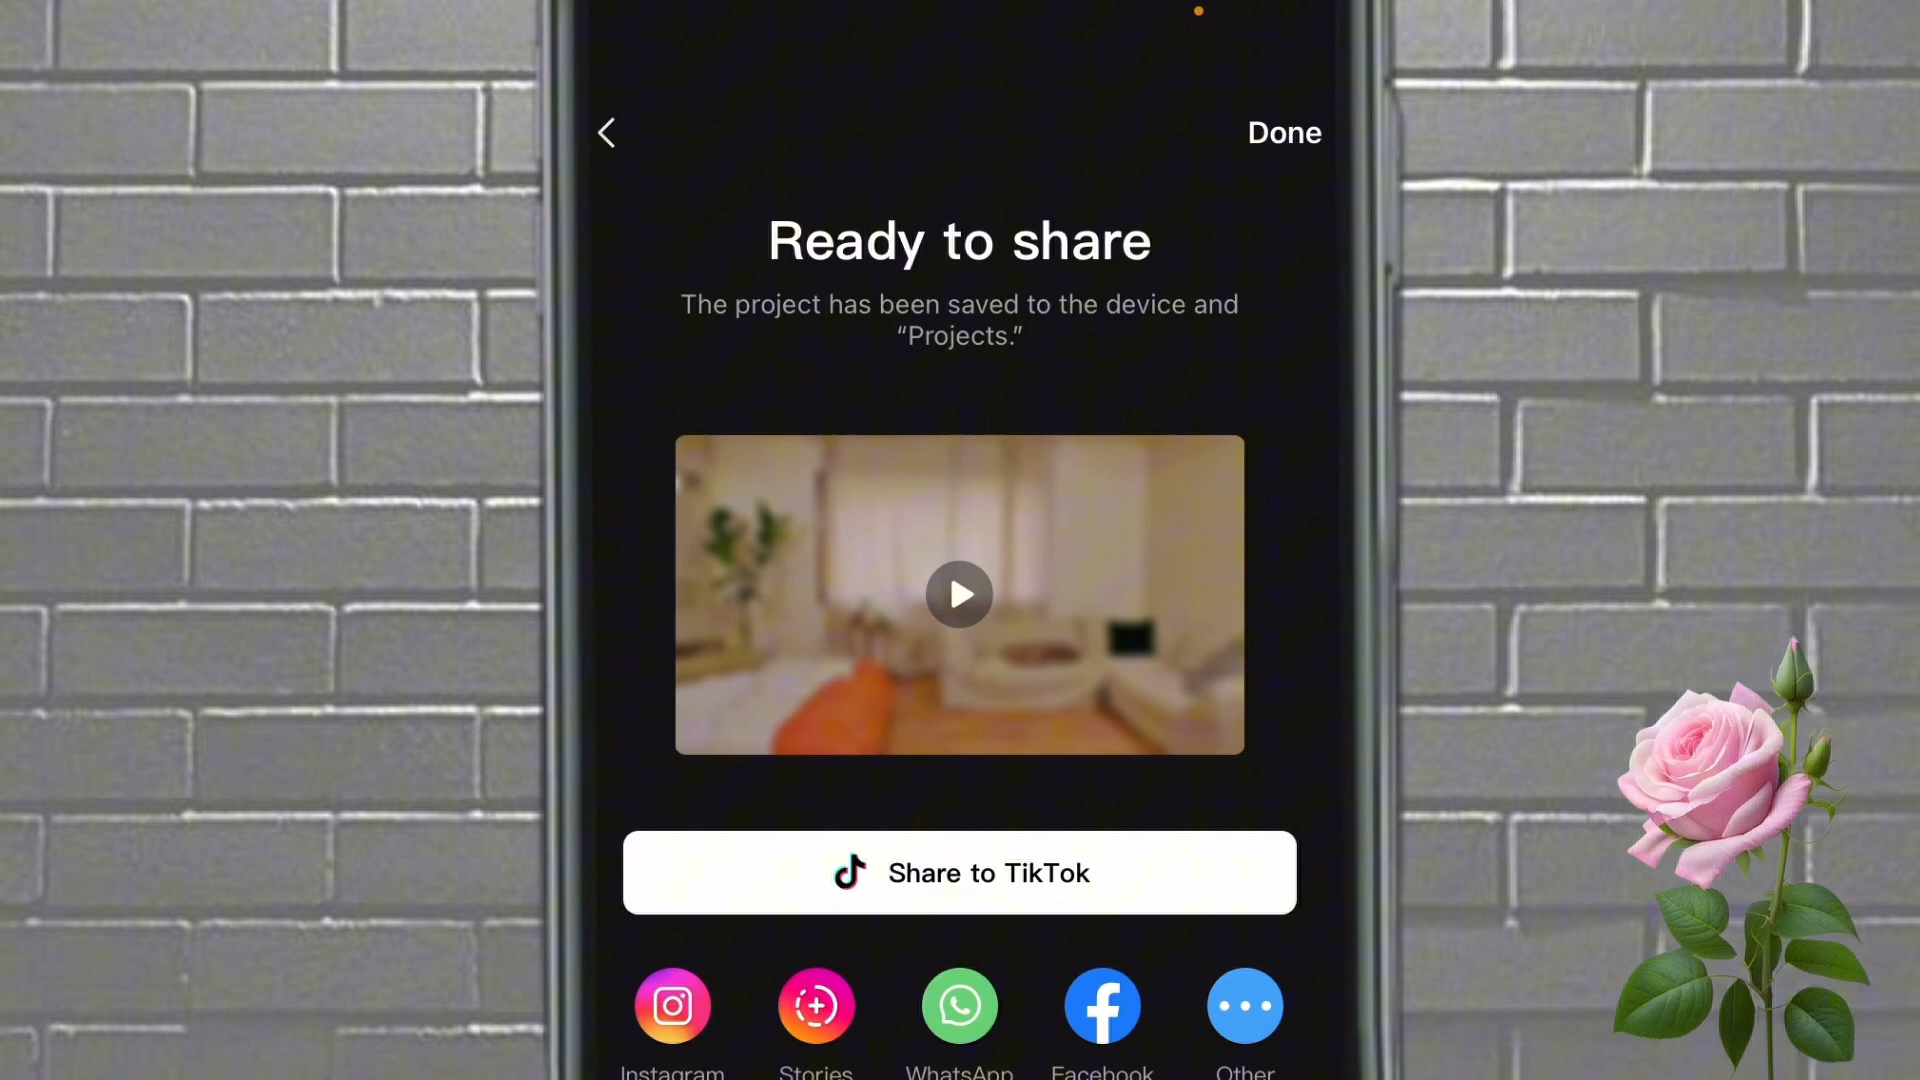 Done
Ready to share
The project has been saved to the device and
“Projects.”
Share to TikTok
Instagram
Stories
WhatsApp
Facebook
Other